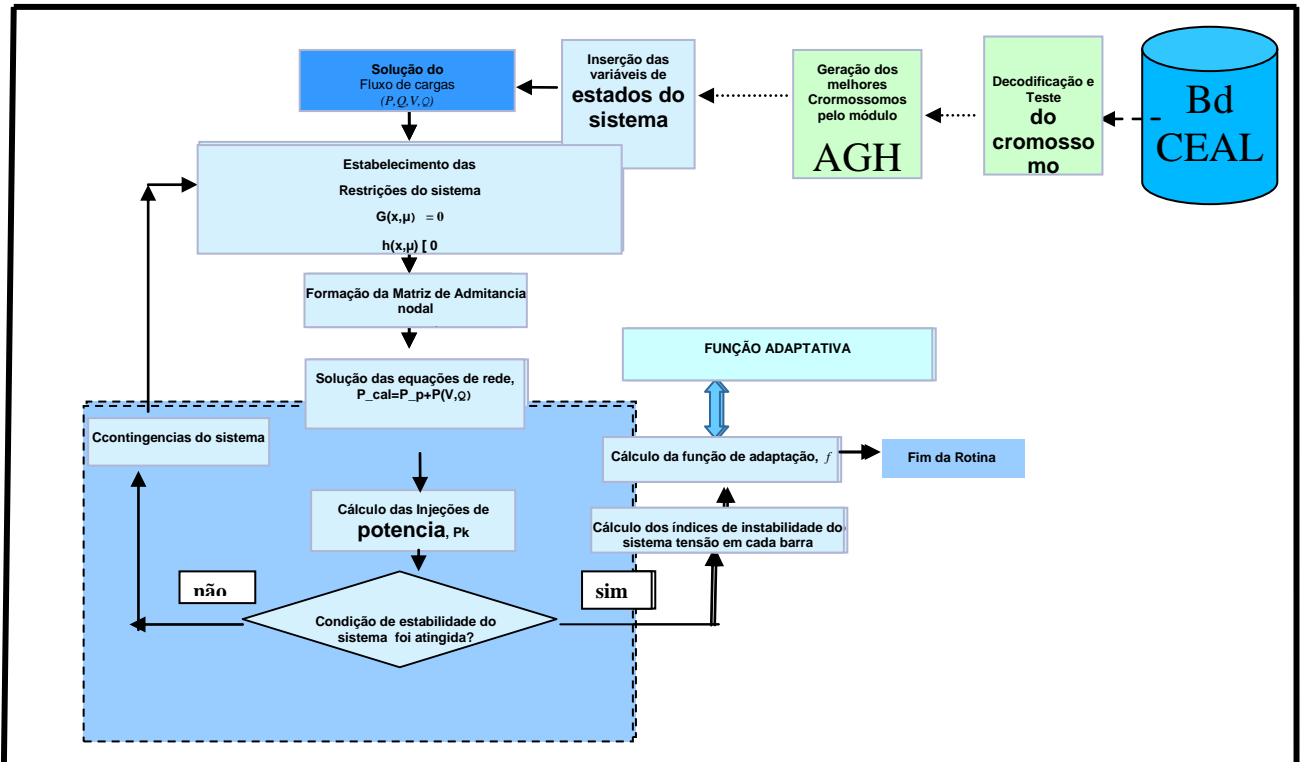 Solução do
Fluxo de cargas
(P,Q,V,Q)
Inserção das
variáveis de
estados do
sistema
Geração dos
melhores
Crormossomos
pelo módulo
AGH
Decodificação e
Teste
do
cromosso
mo
Bd
CEAL
Estabelecimento das
Restrições do sistema
G(x,µ) = 0
h(x,µ) [ 0
Formação da Matriz de Admitancia
nodal
Solução das equações de rede,
P_cal=P_p+P(V,Q)
FUNÇÃO ADAPTATIVA
Ccontingencias do sistema
Cálculo da função de adaptação, f
Fim da Rotina
Cálculo das Injeções de
potencia, Pk
Cálculo dos índices de instabilidade do
sistema tensão em cada barra
não
sim
Condição de estabilidade do
sistema foi atingida?